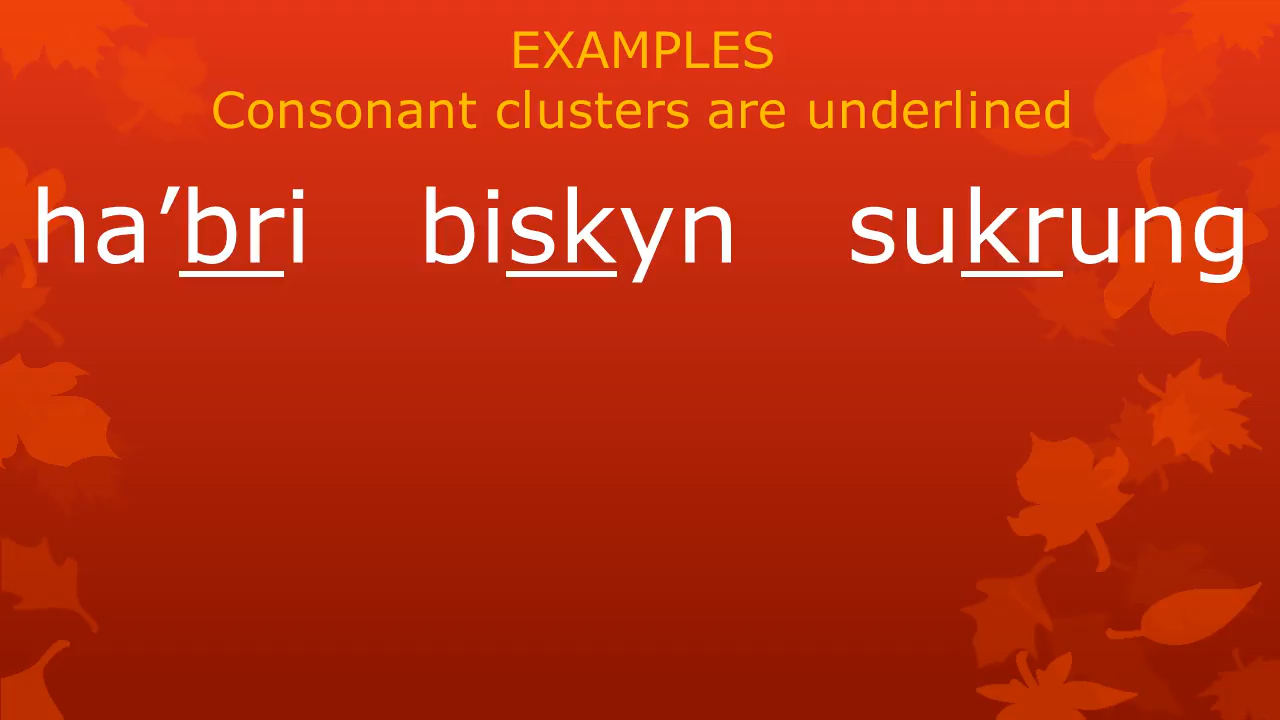 EXAMPLES
Consonant clusters are underlined
ha’bri biskyn sukrung